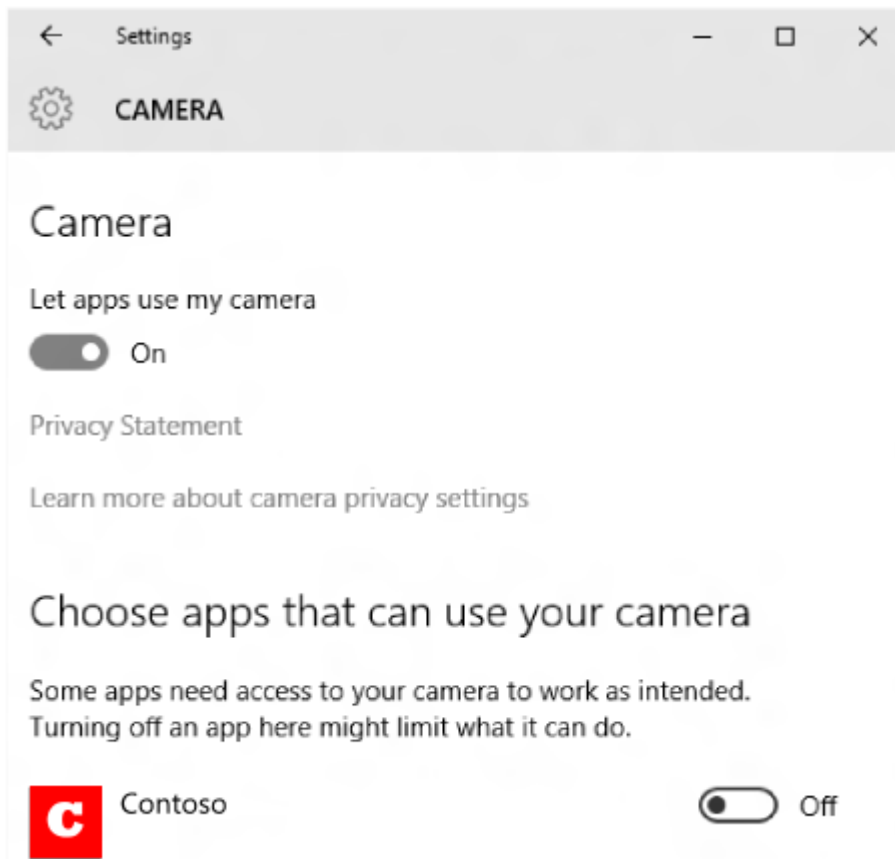 Settings
CAMERA
Camera
Let apps use my camera
On
Privacy Statement
Learn more about camera privacy settings
Choose apps that can use your camera
Some apps need access to your camera to work as intended.
Turning off an app here might limit what it can do.
C Contoso Off